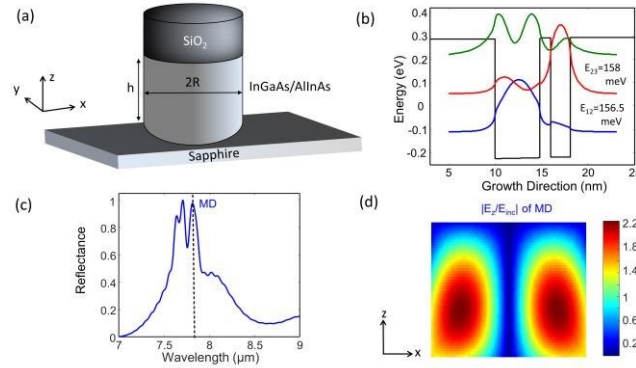 (a)
SiO2
2R
h
InGaAs/AlInAs
z
y
x
Sapphire
(b)
Energy (eV)
0.4
0.3
0.2
0.1
0
-0.1
-0.2
E23=158
meV
E12=156.5
meV
5
10
15
20
25
Growth Direction (nm)
(c)
Reflectance
1
0.8
0.6
0.4
0.2
0
MD
7
7.5
8
8.5
9
Wavelength (μm)
(d)
|Ez/Einc| of MD
z
x
2.2
1.8
1.4
1
0.6
0.2